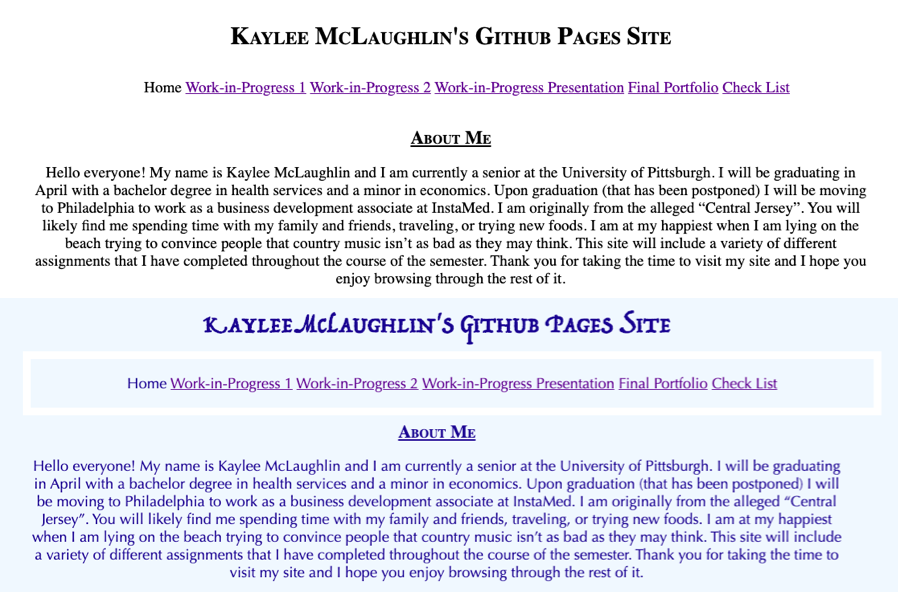 Kaylee McLaughlin's Github Pages Site
Home Work-in-Progress 1 Work-in-Progress 2 Work-in-Progress Presentation Final Portfolio Check List
About Me
Hello everyone! My name is Kaylee McLaughlin and I am currently a senior at the University of Pittsburgh. I will be graduating in
April with a bachelor degree in health services and a minor in economics. Upon graduation (that has been postponed) I will be moving
to Philadelphia to work as a business development associate at InstaMed. I am originally from the alleged “Central Jersey”. You will
likely find me spending time with my family and friends, traveling, or trying new foods. I am at my happiest when I am lying on the
beach trying to convince people that country music isn’t as bad as they may think. This site will include a variety of different
assignments that I have completed throughout the course of the semester. Thank you for taking the time to visit my site and I hope you
enjoy browsing through the rest of it.
Kaylee McLaughlin's Github Pages Site
Home Work-in-Progress 1 Work-in-Progress 2 Work-in-Progress Presentation Final Portfolio Check List
About Me
Hello everyone! My name is Kaylee McLaughlin and I am currently a senior at the University of Pittsburgh. I will be graduating
in April with a bachelor degree in health services and a minor in economics. Upon graduation (that has been postponed) I will
be moving to Philadelphia to work as a business development associate at InstaMed. I am originally from the alleged “Central
Jersey”. You will likely find me spending time with my family and friends, traveling, or trying new foods. I am at my happiest
when I am lying on the beach trying to convince people that country music isn’t as bad as they may think. This site will include
a variety of different assignments that I have completed throughout the course of the semester. Thank you for taking the time to
visit my site and I hope you enjoy browsing through the rest of it.